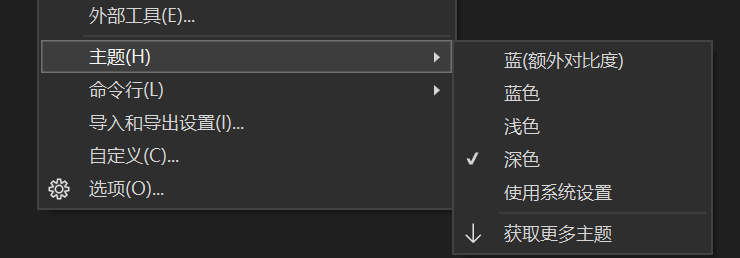 外部工具(E)...
主题(H)
命令行(L)
导入和导出设置(I)...
自定义(C)...
选项(O)...
蓝(额外对比度)
蓝色
浅色
深色
使用系统设置
获取更多主题